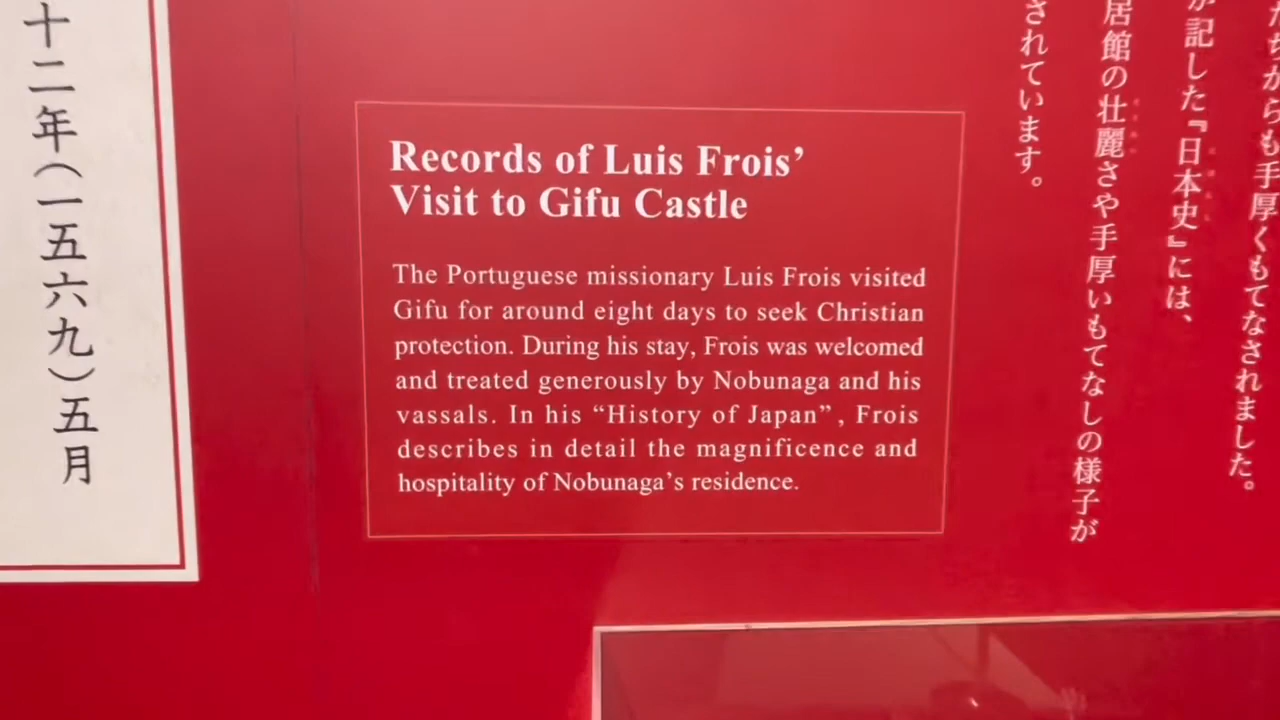 十二年(一五六九)五月
Records of Luis Frois’
Visit to Gifu Castle
The Portuguese missionary Luis Frois visited
Gifu for around eight days to seek Christian
protection. During his stay, Frois was welcomed
and treated generously by Nobunaga and his
vassals. In his “History of Japan”, Frois
describes in detail the magnificence and
hospitality of Nobunaga’s residence.
ちからも手厚くもてなされました。
記した『日本史』には、
居館の壮麗さや手厚いもてなしの様子が
されています。